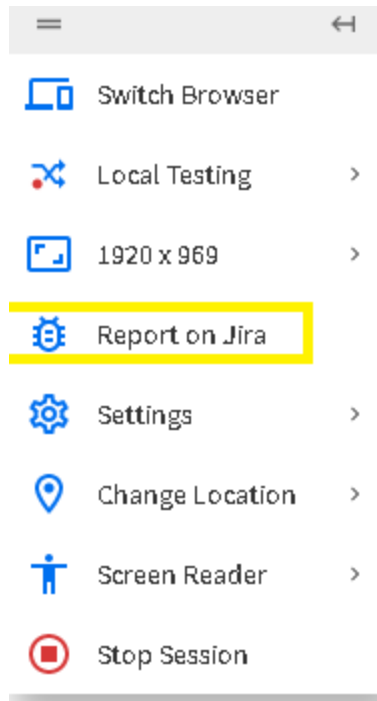 Switch Browser
Local Testing
1920 x 969
Report on Jira
Settings
Change Location
Screen Reader
Stop Session